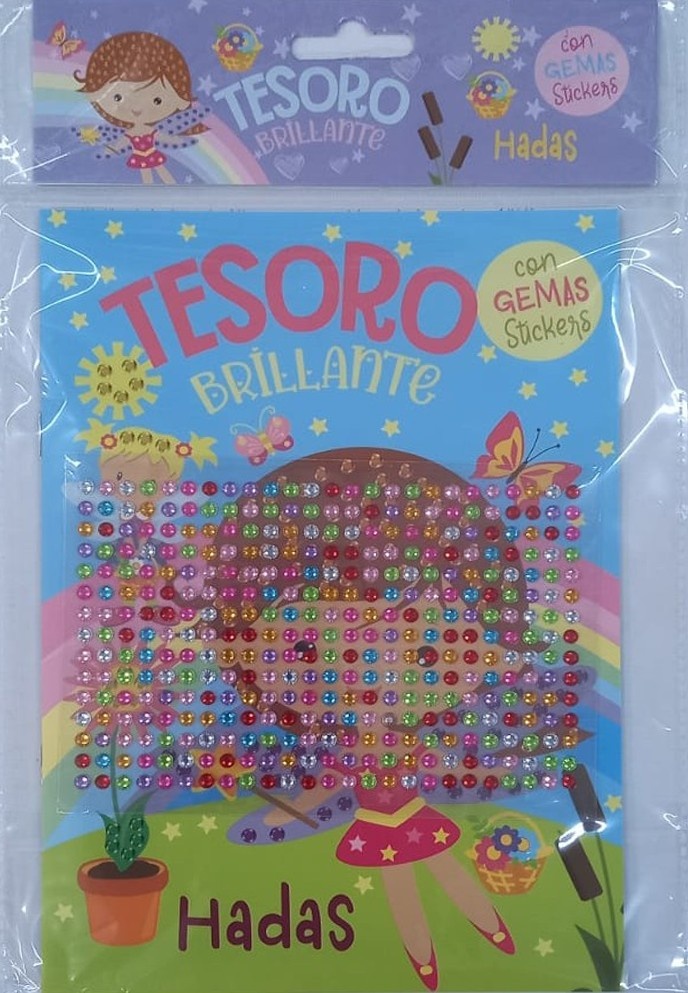 TESORO
BRILLANTE
con
GEMAS
Stickers
Hadas
TESORO
BRILLANTE
con
GEMAS
Stickers
Hadas